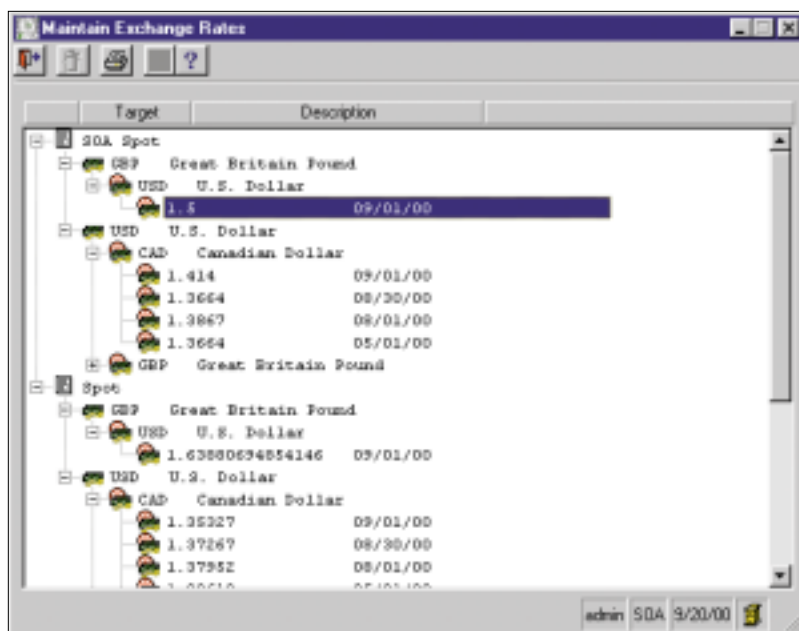 Maintain Exchange Rates
Target Description
SOA Spot
GBP Great Britain Pound
USD U.S. Dollar
1.5 09/01/00
USD U.S. Dollar
CAD Canadian Dollar
1.414 09/01/00
1.3664 08/30/00
1.3867 08/01/00
1.3664 05/01/00
GBP Great Britain Pound
Spot
GBP Great Britain Pound
USD U.S. Dollar
1.63880694854146 09/01/00
USD U.S. Dollar
CAD Canadian Dollar
1.35327 09/01/00
1.37267 08/30/00
1.37952 08/01/00
admin SOA 9/20/00